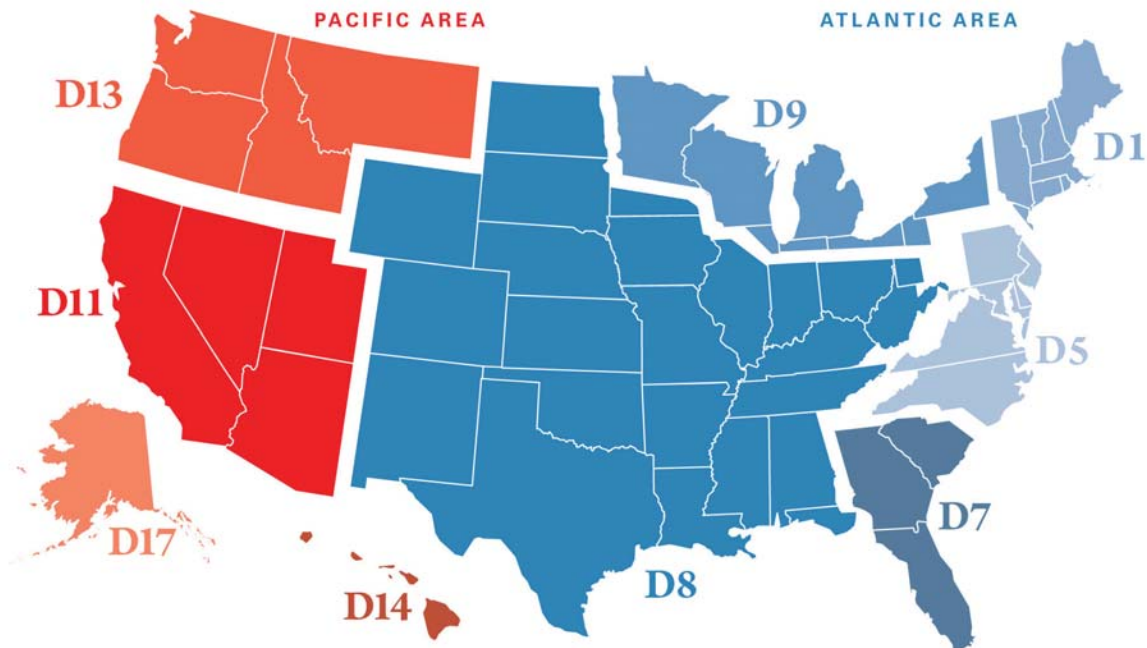 PACIFIC AREA
ATLANTIC AREA
D13
D9
D1
D11
D5
D17
D14
D8
D7